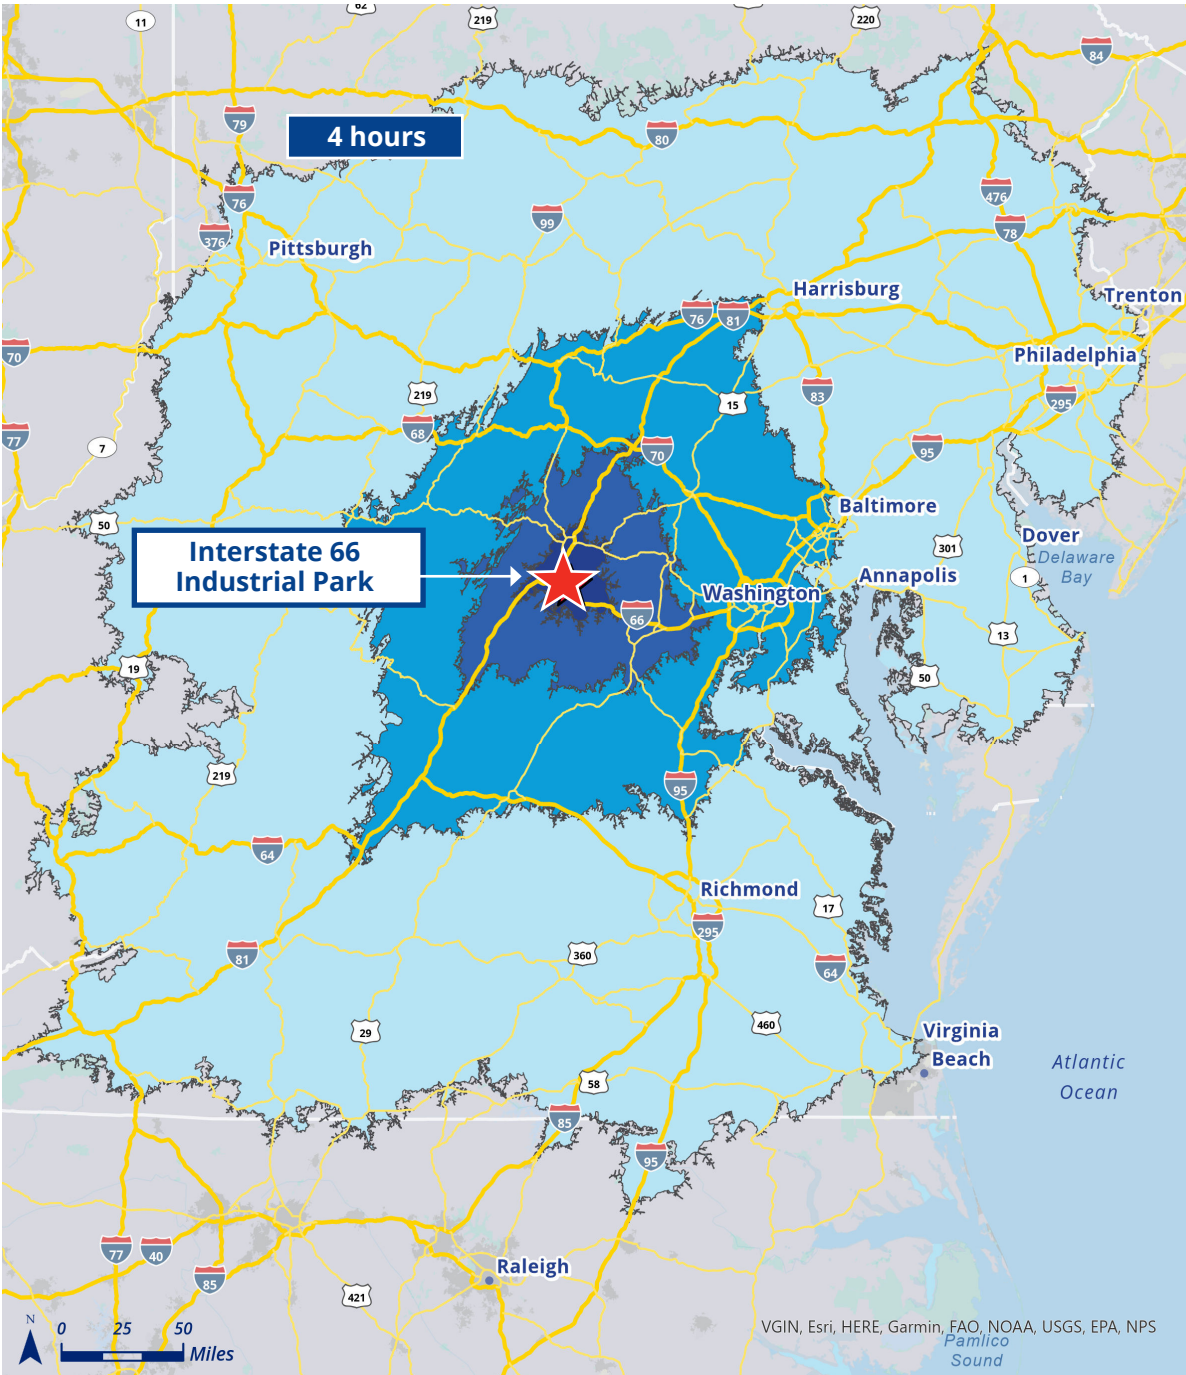 11
62
219
220
84
79
4 hours
80
76
476
99
376
78
Pittsburgh
Harrisburg
Trenton
76
81
70
Philadelphia
219
83
295
15
68
77
7
70
95
50
Baltimore
Dover
301
Delaware
Bay
Interstate 66
Industrial Park
Annapolis
1
Washington
66
13
19
50
219
95
64
Richmond
17
295
81
360
64
29
460
Virginia
Beach
Atlantic
Ocean
58
85
95
77
40
85
Raleigh
421
N
0 25 50
Miles
VGIN, Esri, HERE, Garmin, FAO, NOAA, USGS, EPA, NPS
Pamlico
Sound